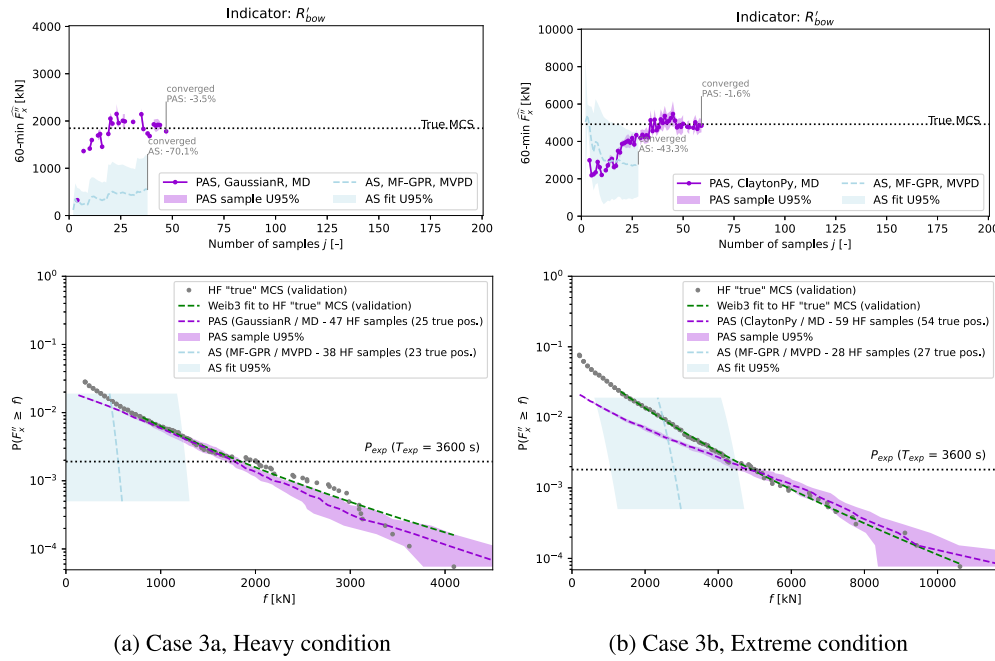 Indicator: R′bow
4000
3000
2000
1000
0
60-min F̂″x [kN]
converged
PAS: -3.5%
True MCS
converged
AS: -70.1%
PAS, GaussianR, MD
PAS sample U95%
AS, MF-GPR, MVPD
AS fit U95%
0 25 50 75 100 125 150 175 200
Number of samples j [-]
Indicator: R′bow
10000
8000
6000
4000
2000
0
60-min F̂″x [kN]
converged
PAS: -1.6%
True MCS
converged
AS: -43.3%
PAS, ClaytonPy, MD
PAS sample U95%
AS, MF-GPR, MVPD
AS fit U95%
0 25 50 75 100 125 150 175 200
Number of samples j [-]
10⁰
10⁻¹
10⁻²
10⁻³
10⁻⁴
P(F″x ≥ f)
HF "true" MCS (validation)
Weib3 fit to HF "true" MCS (validation)
PAS (GaussianR / MD - 47 HF samples (25 true pos.)
PAS sample U95%
AS (MF-GPR / MVPD - 38 HF samples (23 true pos.)
AS fit U95%
Pexp (Texp = 3600 s)
0 1000 2000 3000 4000
f [kN]
10⁰
10⁻¹
10⁻²
10⁻³
10⁻⁴
P(F″x ≥ f)
HF "true" MCS (validation)
Weib3 fit to HF "true" MCS (validation)
PAS (ClaytonPy / MD - 59 HF samples (54 true pos.)
PAS sample U95%
AS (MF-GPR / MVPD - 28 HF samples (27 true pos.)
AS fit U95%
Pexp (Texp = 3600 s)
0 2000 4000 6000 8000 10000
f [kN]
(a) Case 3a, Heavy condition
(b) Case 3b, Extreme condition